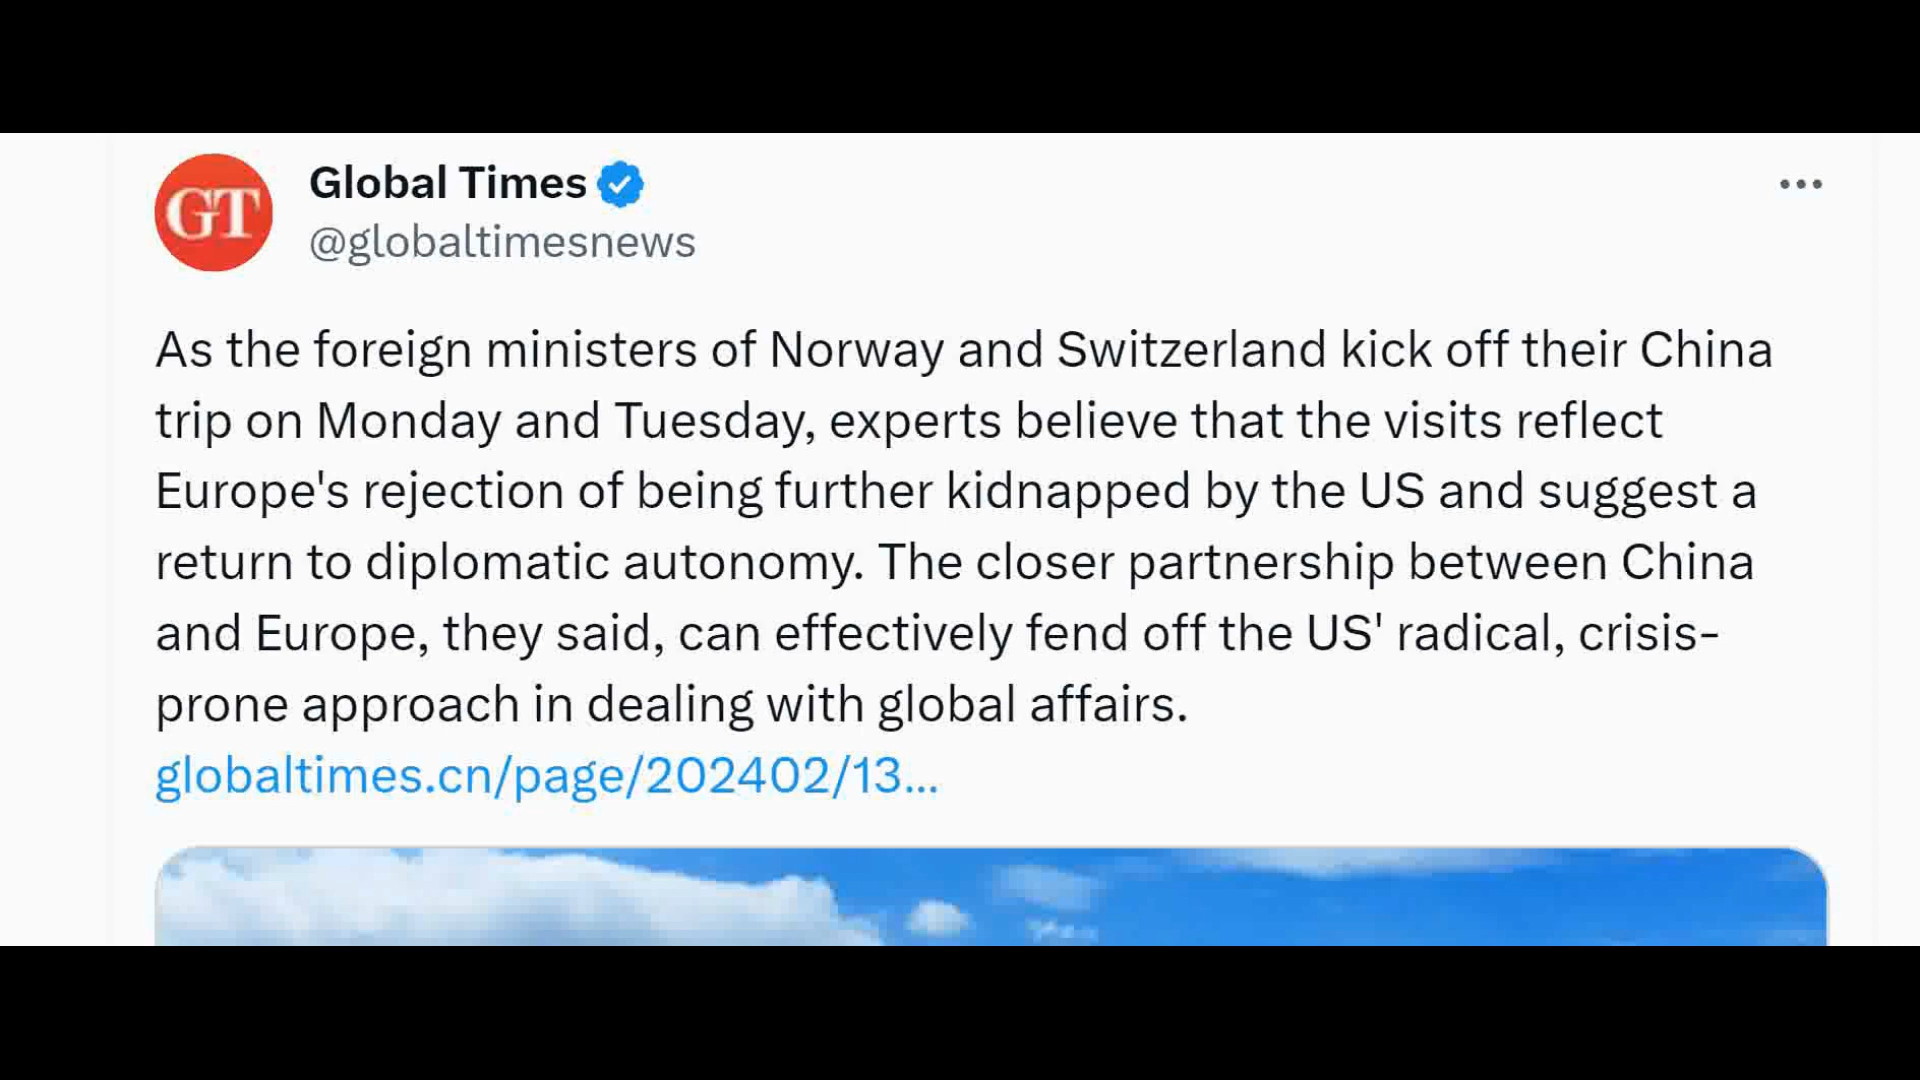 GT
Global Times
@globaltimesnews
As the foreign ministers of Norway and Switzerland kick off their China
trip on Monday and Tuesday, experts believe that the visits reflect
Europe's rejection of being further kidnapped by the US and suggest a
return to diplomatic autonomy. The closer partnership between China
and Europe, they said, can effectively fend off the US' radical, crisis-
prone approach in dealing with global affairs.
globaltimes.cn/page/202402/13...